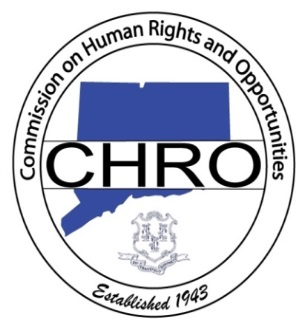 Commission on Human Rights and Opportunities
CHRO
Established 1943